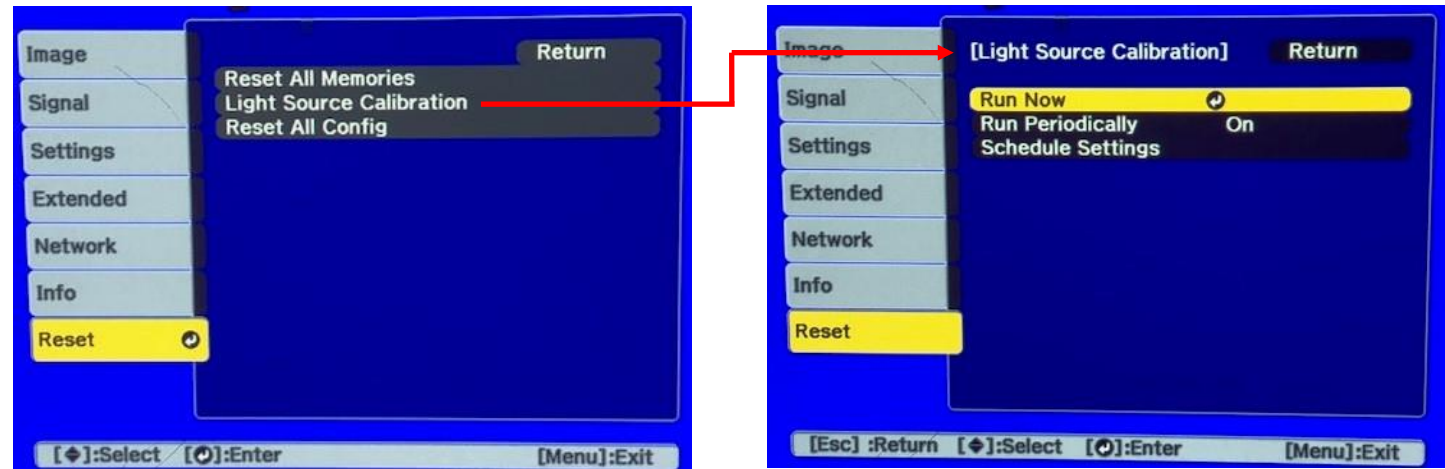 Image
Signal
Settings
Extended
Network
Info
Reset
Return
Reset All Memories
Light Source Calibration
Reset All Config
[◆]:Select [⏎]:Enter [Menu]:Exit
Image
Signal
Settings
Extended
Network
Info
Reset
[Light Source Calibration] Return
Run Now
Run Periodically On
Schedule Settings
[Esc] :Return [◆]:Select [⏎]:Enter [Menu]:Exit